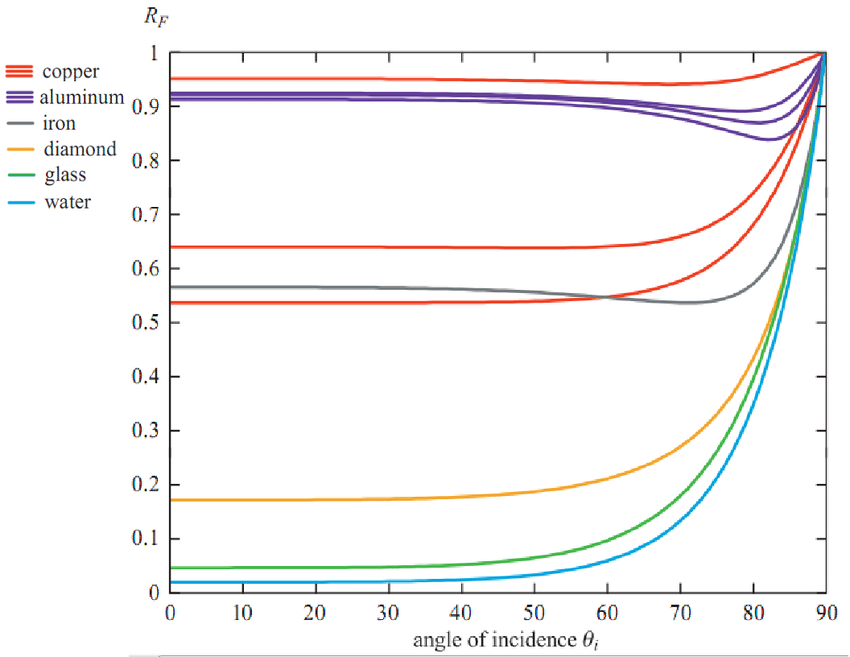 R_F
copper
aluminum
iron
diamond
glass
water
1
0.9
0.8
0.7
0.6
0.5
0.4
0.3
0.2
0.1
0
0 10 20 30 40 50 60 70 80 90
angle of incidence θ_i